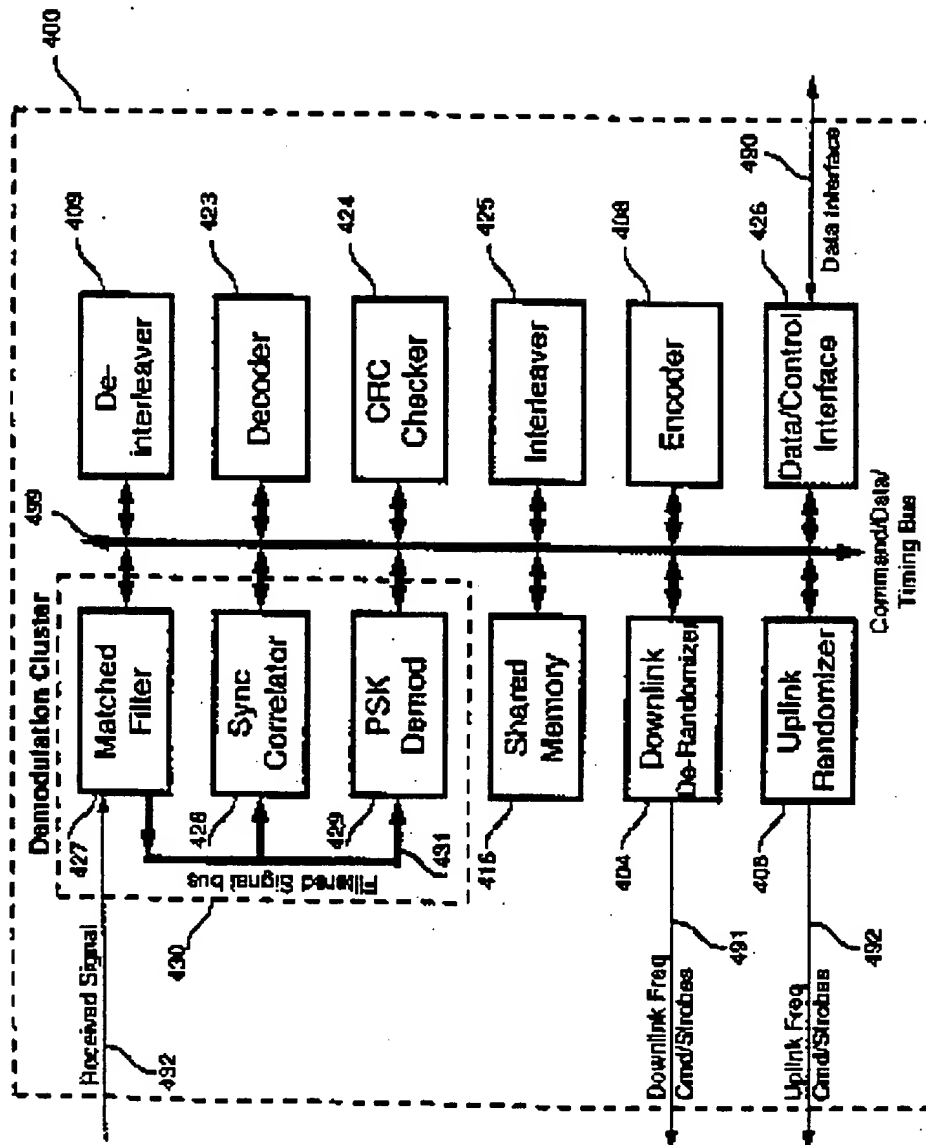 400
Demodulation Cluster
Received Signal
492
427
Matched
Filter
499
De-
interleaver
409
428
Sync
Correlator
Decoder
423
Filtered Signal bus
429
PSK
Demod
431
430
CRC
Checker
424
416
Shared
Memory
Interleaver
425
404
Downlink
De-Randomizer
Encoder
408
Downlink Freq
Cmd/Strobes
491
408
Uplink
Randomizer
Data/Control
Interface
426
490
Data Interface
Uplink Freq
Cmd/Strobes
492
Command/Data/
Timing Bus